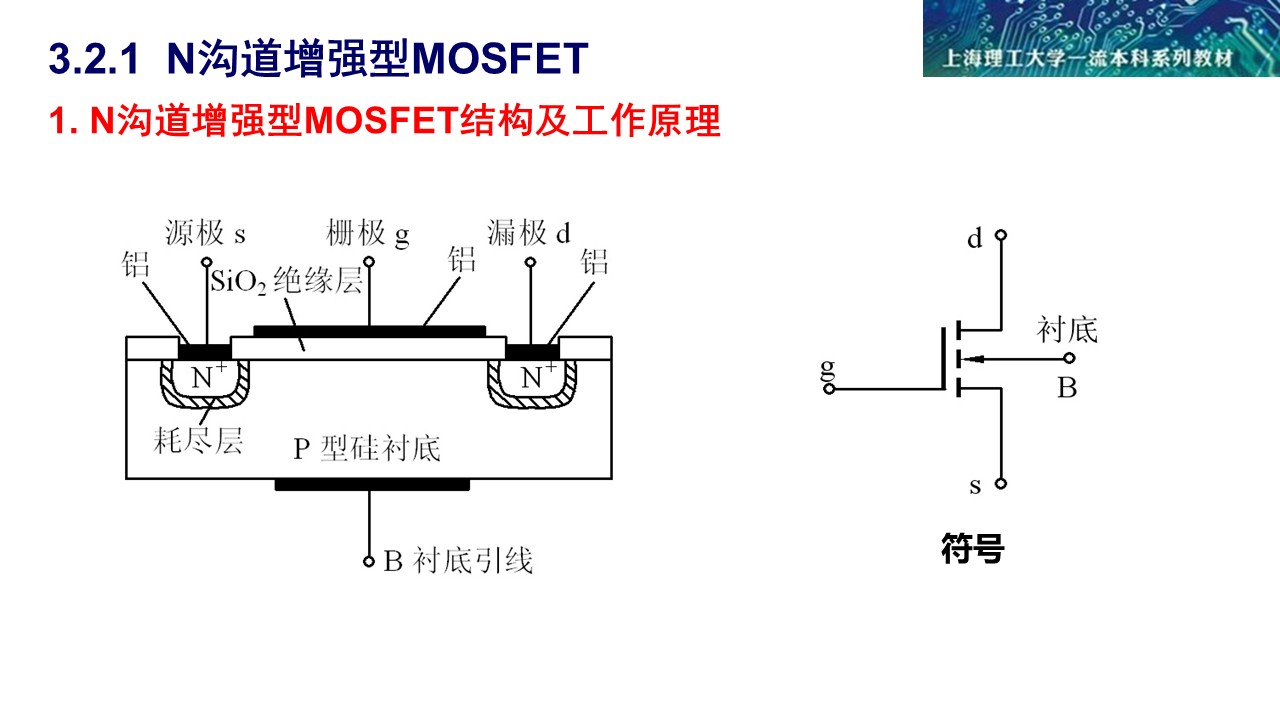 3.2.1 N沟道增强型MOSFET
上海理工大学一流本科系列教材
1. N沟道增强型MOSFET结构及工作原理
源极 s
栅极 g
漏极 d
铝
SiO₂ 绝缘层
铝
铝
N⁺
N⁺
耗尽层
P 型硅衬底
B 衬底引线
d
衬底
g
B
s
符号